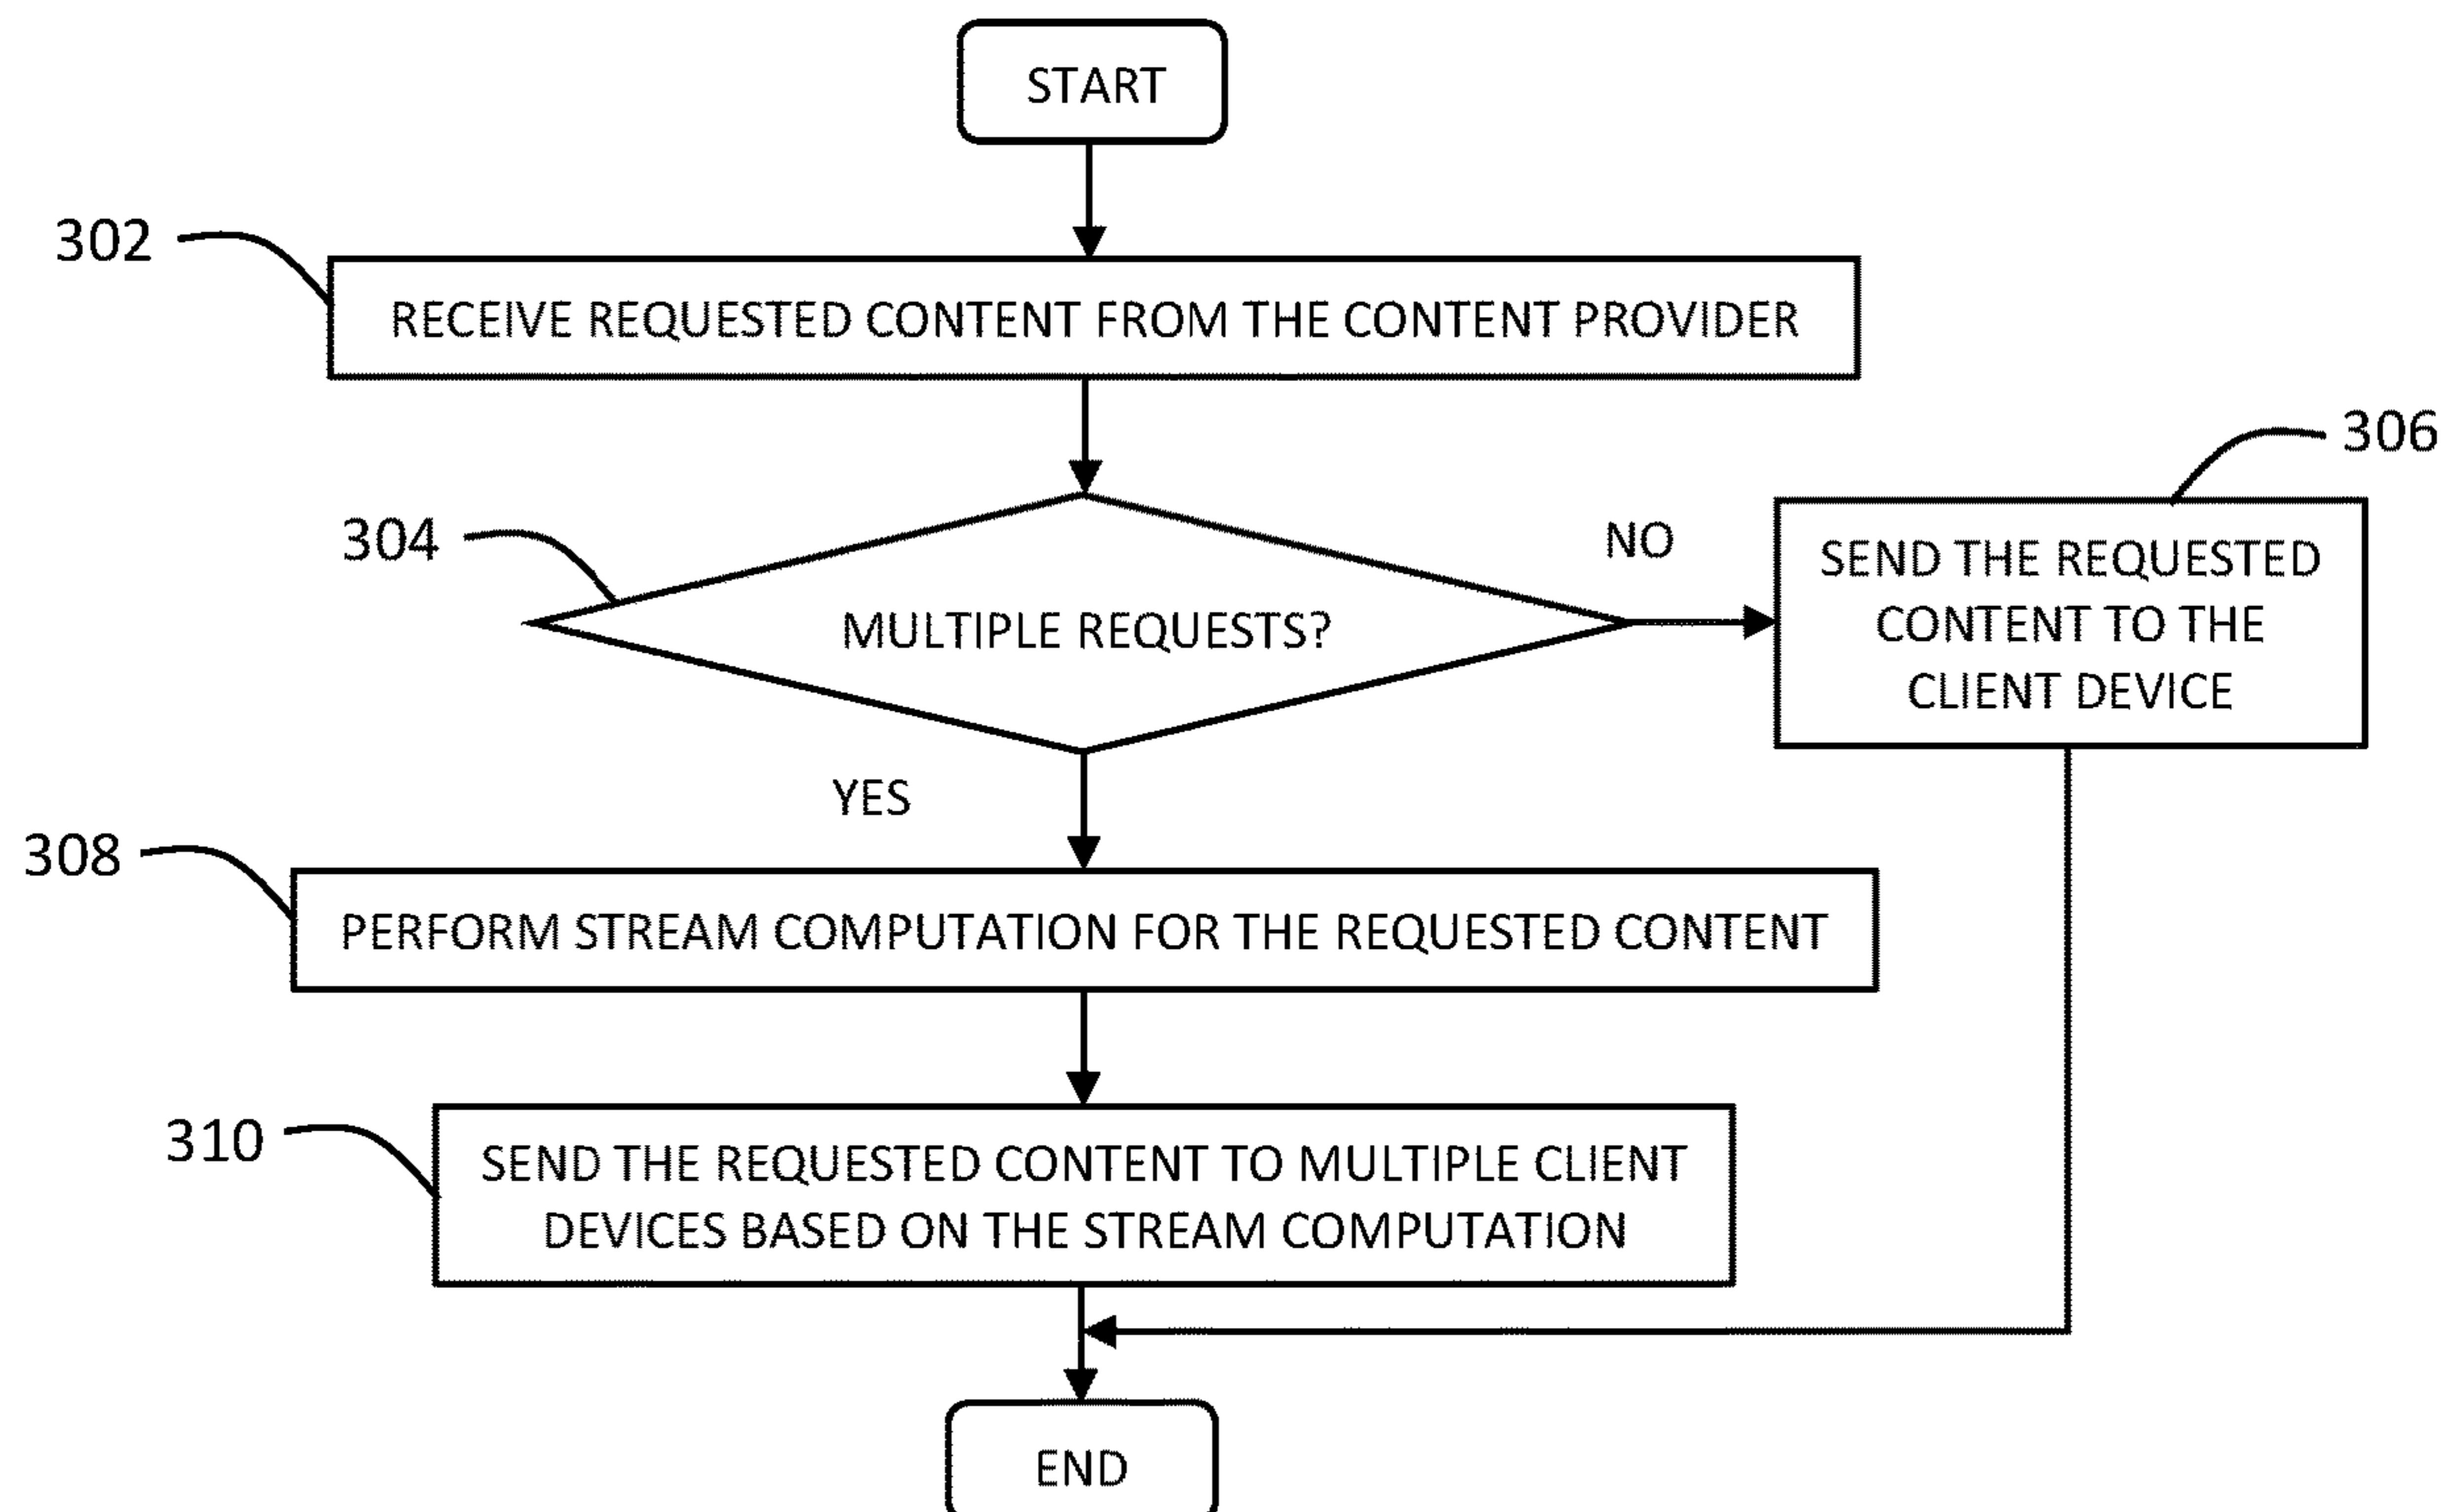 START
302
RECEIVE REQUESTED CONTENT FROM THE CONTENT PROVIDER
306
304
MULTIPLE REQUESTS?
NO
SEND THE REQUESTED
CONTENT TO THE
CLIENT DEVICE
YES
308
PERFORM STREAM COMPUTATION FOR THE REQUESTED CONTENT
310
SEND THE REQUESTED CONTENT TO MULTIPLE CLIENT
DEVICES BASED ON THE STREAM COMPUTATION
END